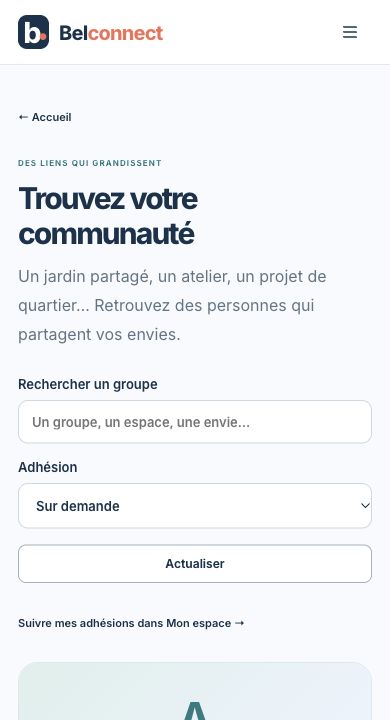 b. Belconnect
← Accueil
DES LIENS QUI GRANDISSENT
Trouvez votre
communauté
Un jardin partagé, un atelier, un projet de
quartier… Retrouvez des personnes qui
partagent vos envies.
Rechercher un groupe
Un groupe, un espace, une envie…
Adhésion
Sur demande
Actualiser
Suivre mes adhésions dans Mon espace →
A